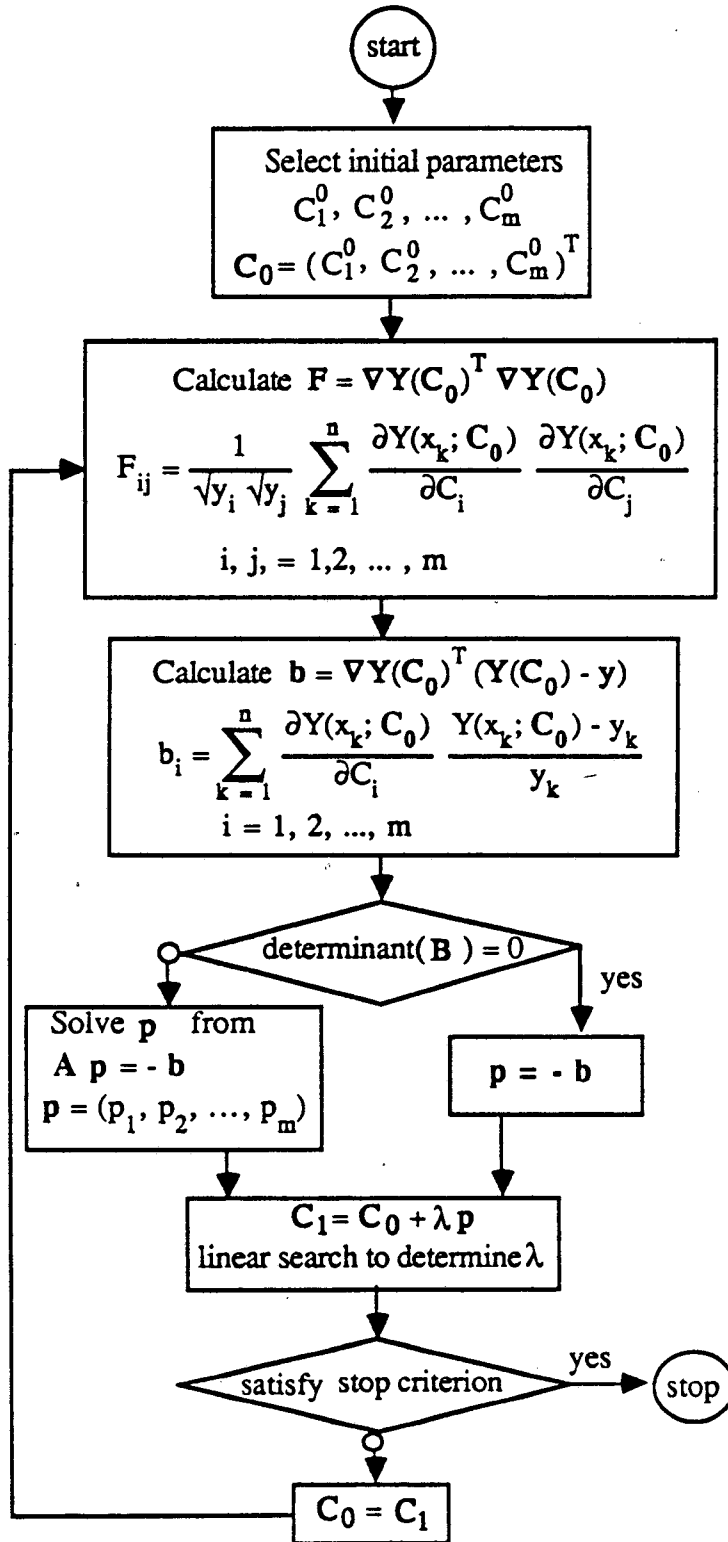 start
Select initial parameters
C₁⁰, C₂⁰, ... , Cₘ⁰
C₀ = (C₁⁰, C₂⁰, ... , Cₘ⁰)ᵀ
Calculate F = ∇Y(C₀)ᵀ ∇Y(C₀)
Fᵢⱼ = 1/(√yᵢ √yⱼ) ∑ₖ ₌ ₁ⁿ ∂Y(xₖ; C₀)/∂Cᵢ ∂Y(xₖ; C₀)/∂Cⱼ
i, j, = 1,2, ... , m
Calculate b = ∇Y(C₀)ᵀ (Y(C₀) - y)
bᵢ = ∑ₖ ₌ ₁ⁿ ∂Y(xₖ; C₀)/∂Cᵢ (Y(xₖ; C₀) - yₖ)/yₖ
i = 1, 2, ..., m
determinant(B ) = 0
yes
Solve p from
A p = - b
p = (p₁, p₂, ..., pₘ)
p = - b
C₁ = C₀ + λ p
linear search to determine λ
satisfy stop criterion
yes
stop
C₀ = C₁